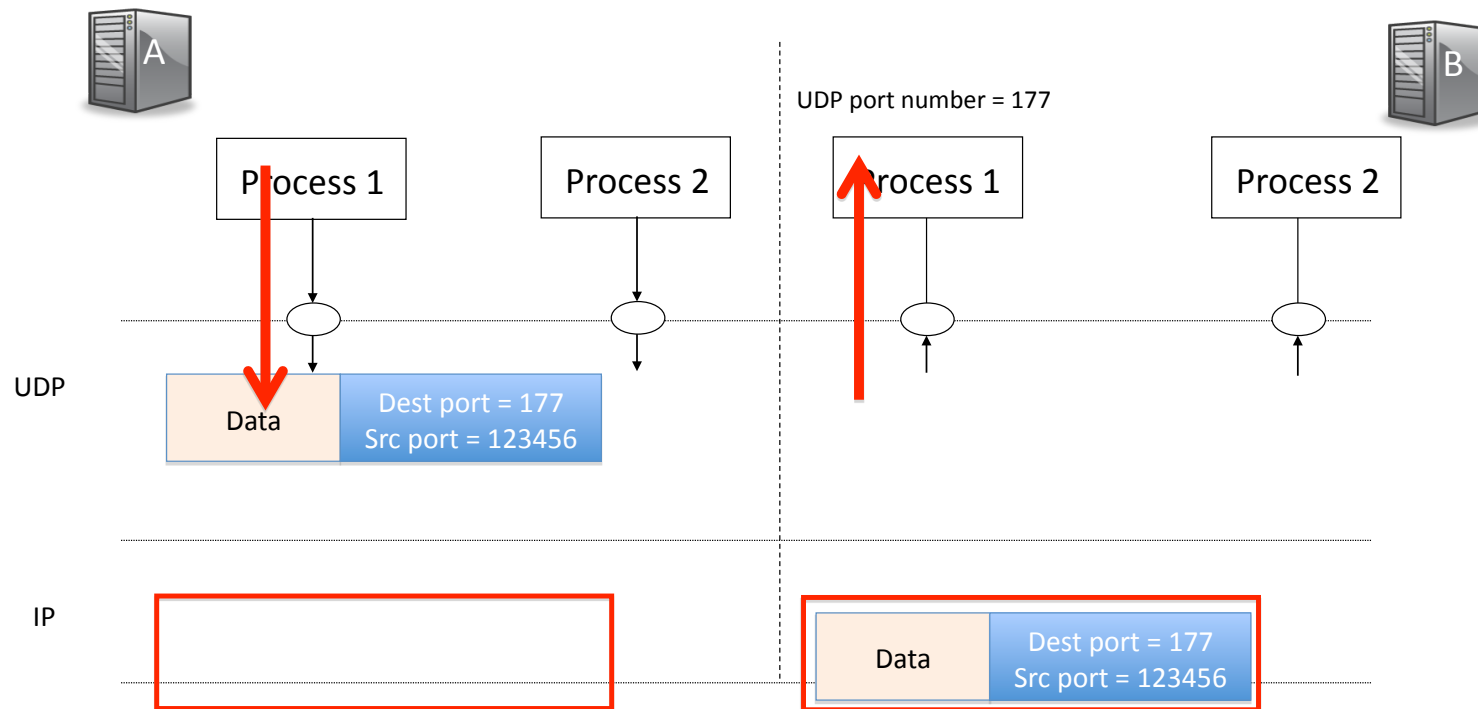 A
B
UDP port number = 177
Process 1
Process 2
Process 1
Process 2
UDP
Data
Dest port = 177
Src port = 123456
IP
Data
Dest port = 177
Src port = 123456